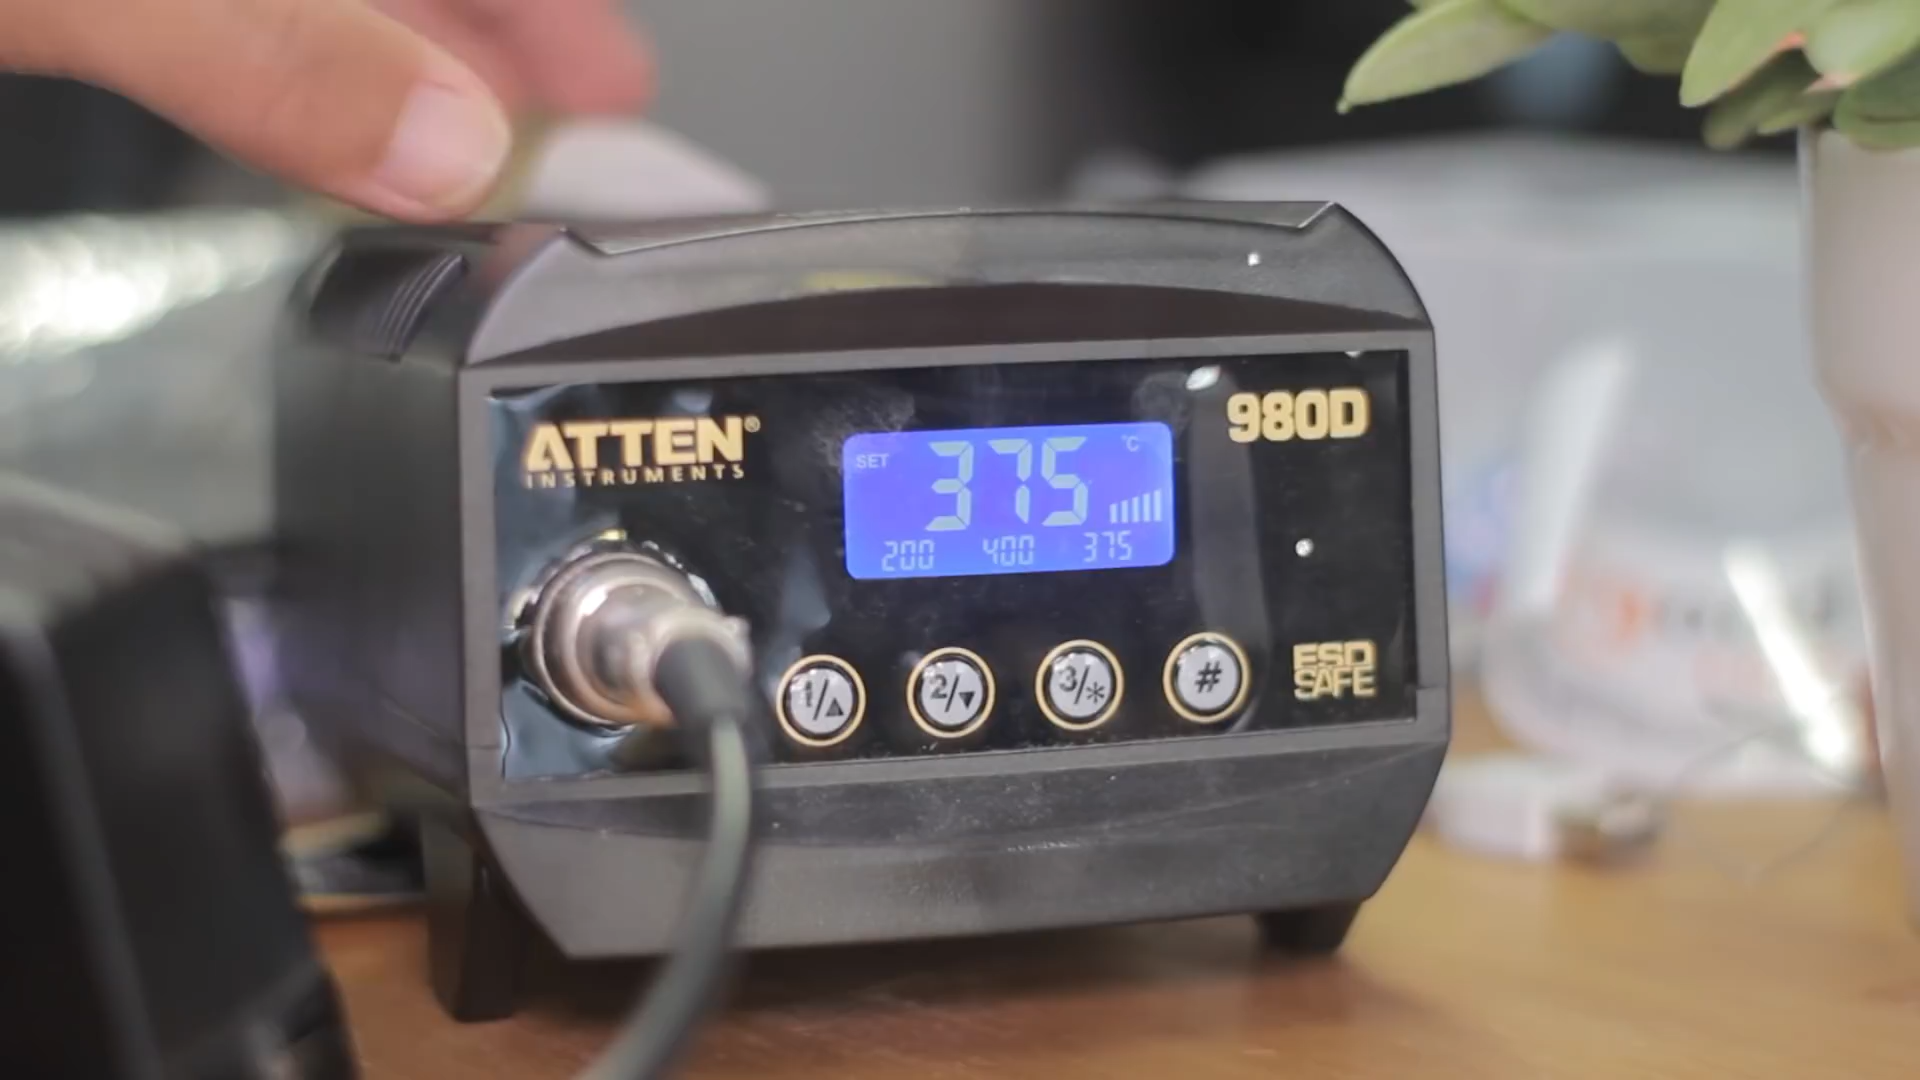 ATTEN®
INSTRUMENTS
980D
SET 375 °C
200 400 375
1/▲ 2/▼ 3/* #
ESD
SAFE